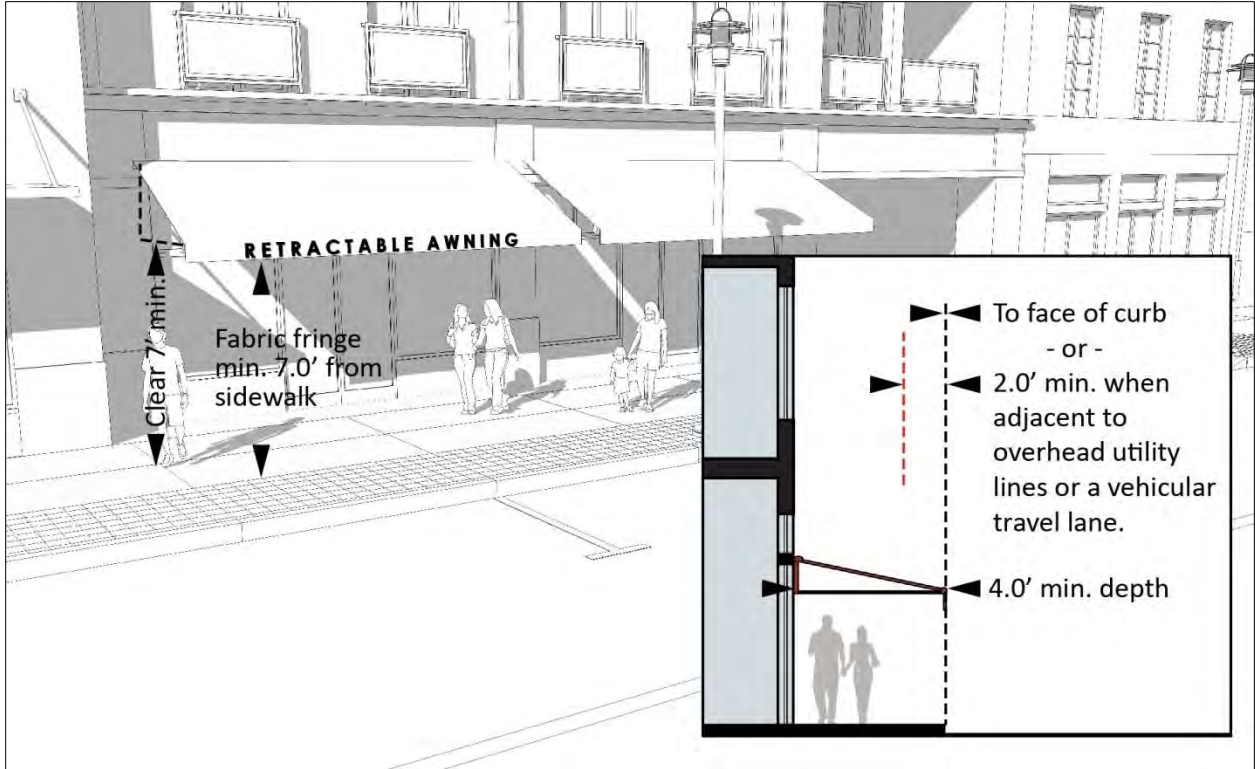 RETRACTABLE AWNING
Clear 7' min.
Fabric fringe
min. 7.0' from
sidewalk
To face of curb
- or -
2.0' min. when
adjacent to
overhead utility
lines or a vehicular
travel lane.
4.0' min. depth